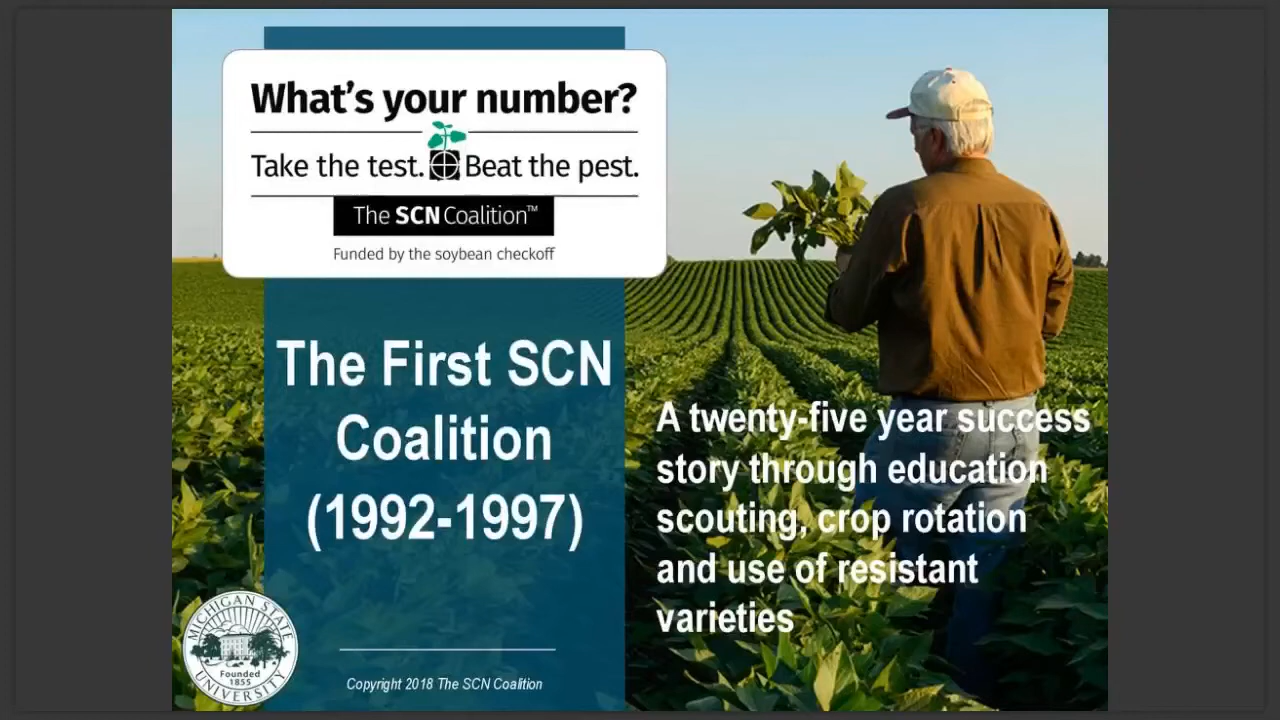 What's your number?
Take the test. Beat the pest.
The SCN Coalition™
Funded by the soybean checkoff
The First SCN
Coalition
(1992-1997)
A twenty-five year success
story through education
scouting, crop rotation
and use of resistant
varieties
MICHIGAN STATE UNIVERSITY
Founded
1855
Copyright 2018 The SCN Coalition